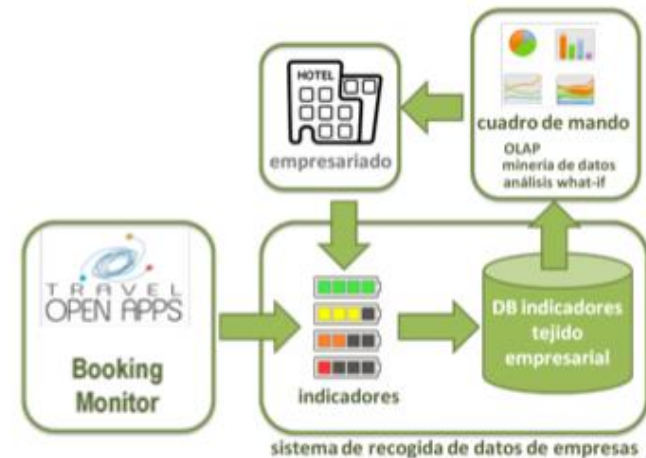 HOTEL
empresariado
cuadro de mando
OLAP
minería de datos
análisis what-if
TRAVEL
OPEN APPS
Booking
Monitor
indicadores
DB indicadores
tejido
empresarial
sistema de recogida de datos de empresas